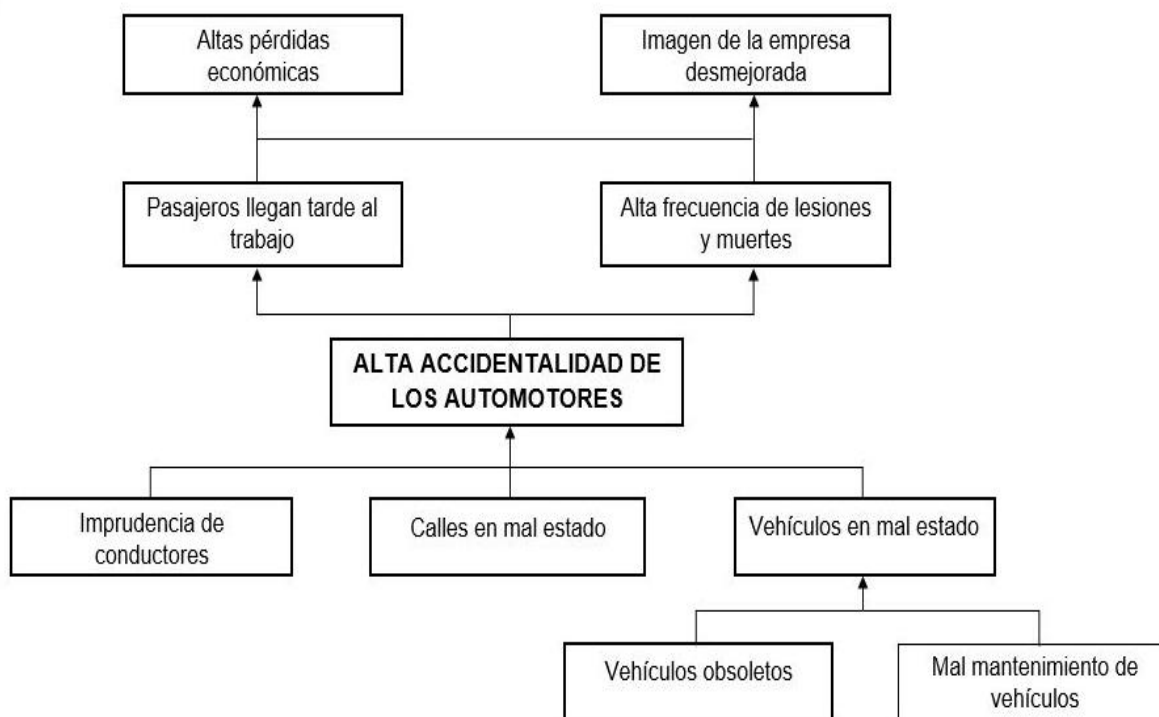 Altas pérdidas
económicas
Imagen de la empresa
desmejorada
Pasajeros llegan tarde al
trabajo
Alta frecuencia de lesiones
y muertes
ALTA ACCIDENTALIDAD DE
LOS AUTOMOTORES
Imprudencia de
conductores
Calles en mal estado
Vehículos en mal estado
Vehículos obsoletos
Mal mantenimiento de
vehículos